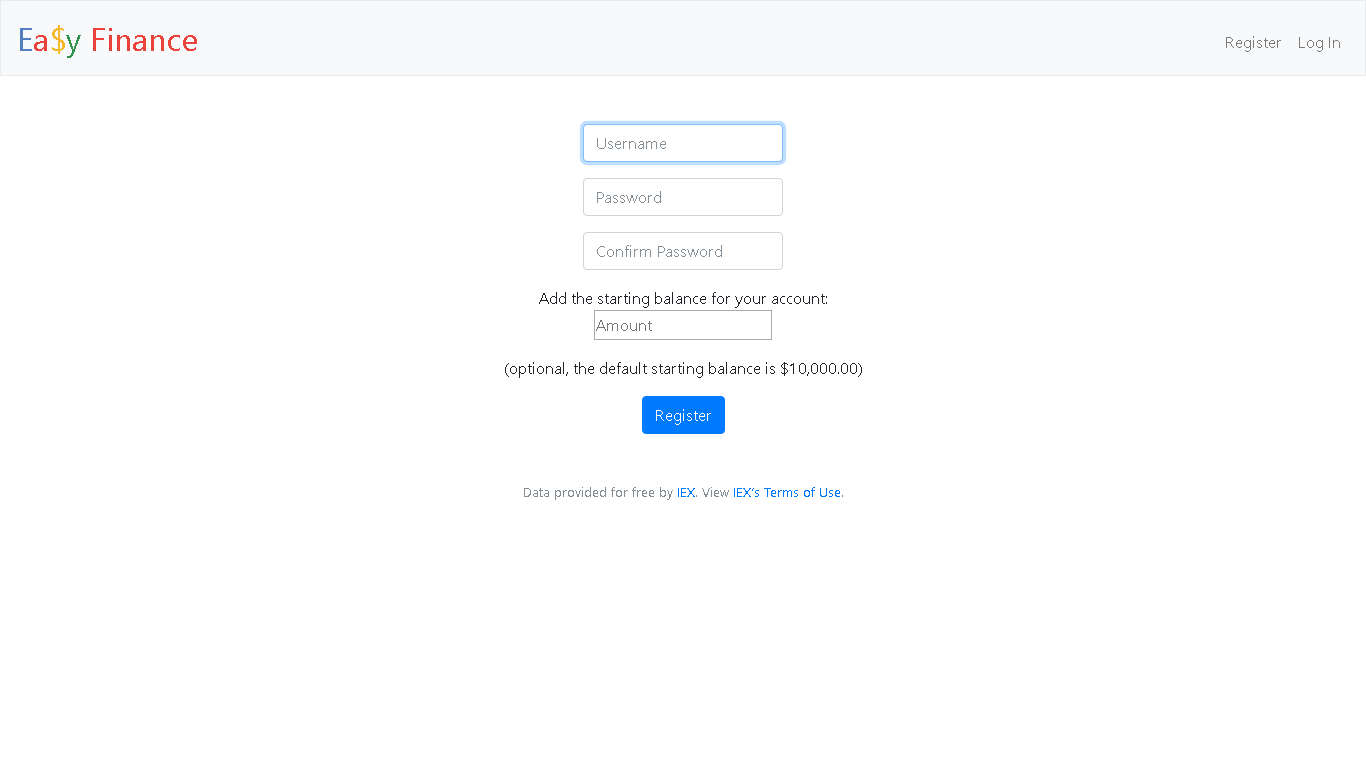 Ea$y Finance
Register Log In
Username
Password
Confirm Password
Add the starting balance for your account:
Amount
(optional, the default starting balance is $10,000.00)
Register
Data provided for free by IEX. View IEX's Terms of Use.